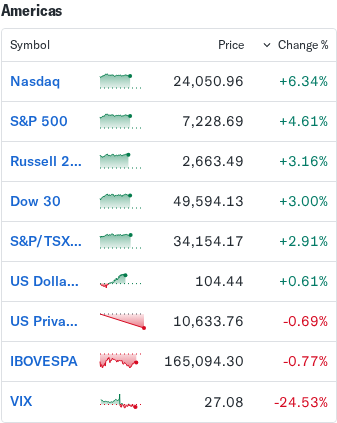 Americas
Symbol Price Change %
Nasdaq 24,050.96 +6.34%
S&P 500 7,228.69 +4.61%
Russell 2... 2,663.49 +3.16%
Dow 30 49,594.13 +3.00%
S&P/TSX... 34,154.17 +2.91%
US Dolla... 104.44 +0.61%
US Priva... 10,633.76 -0.69%
IBOVESPA 165,094.30 -0.77%
VIX 27.08 -24.53%